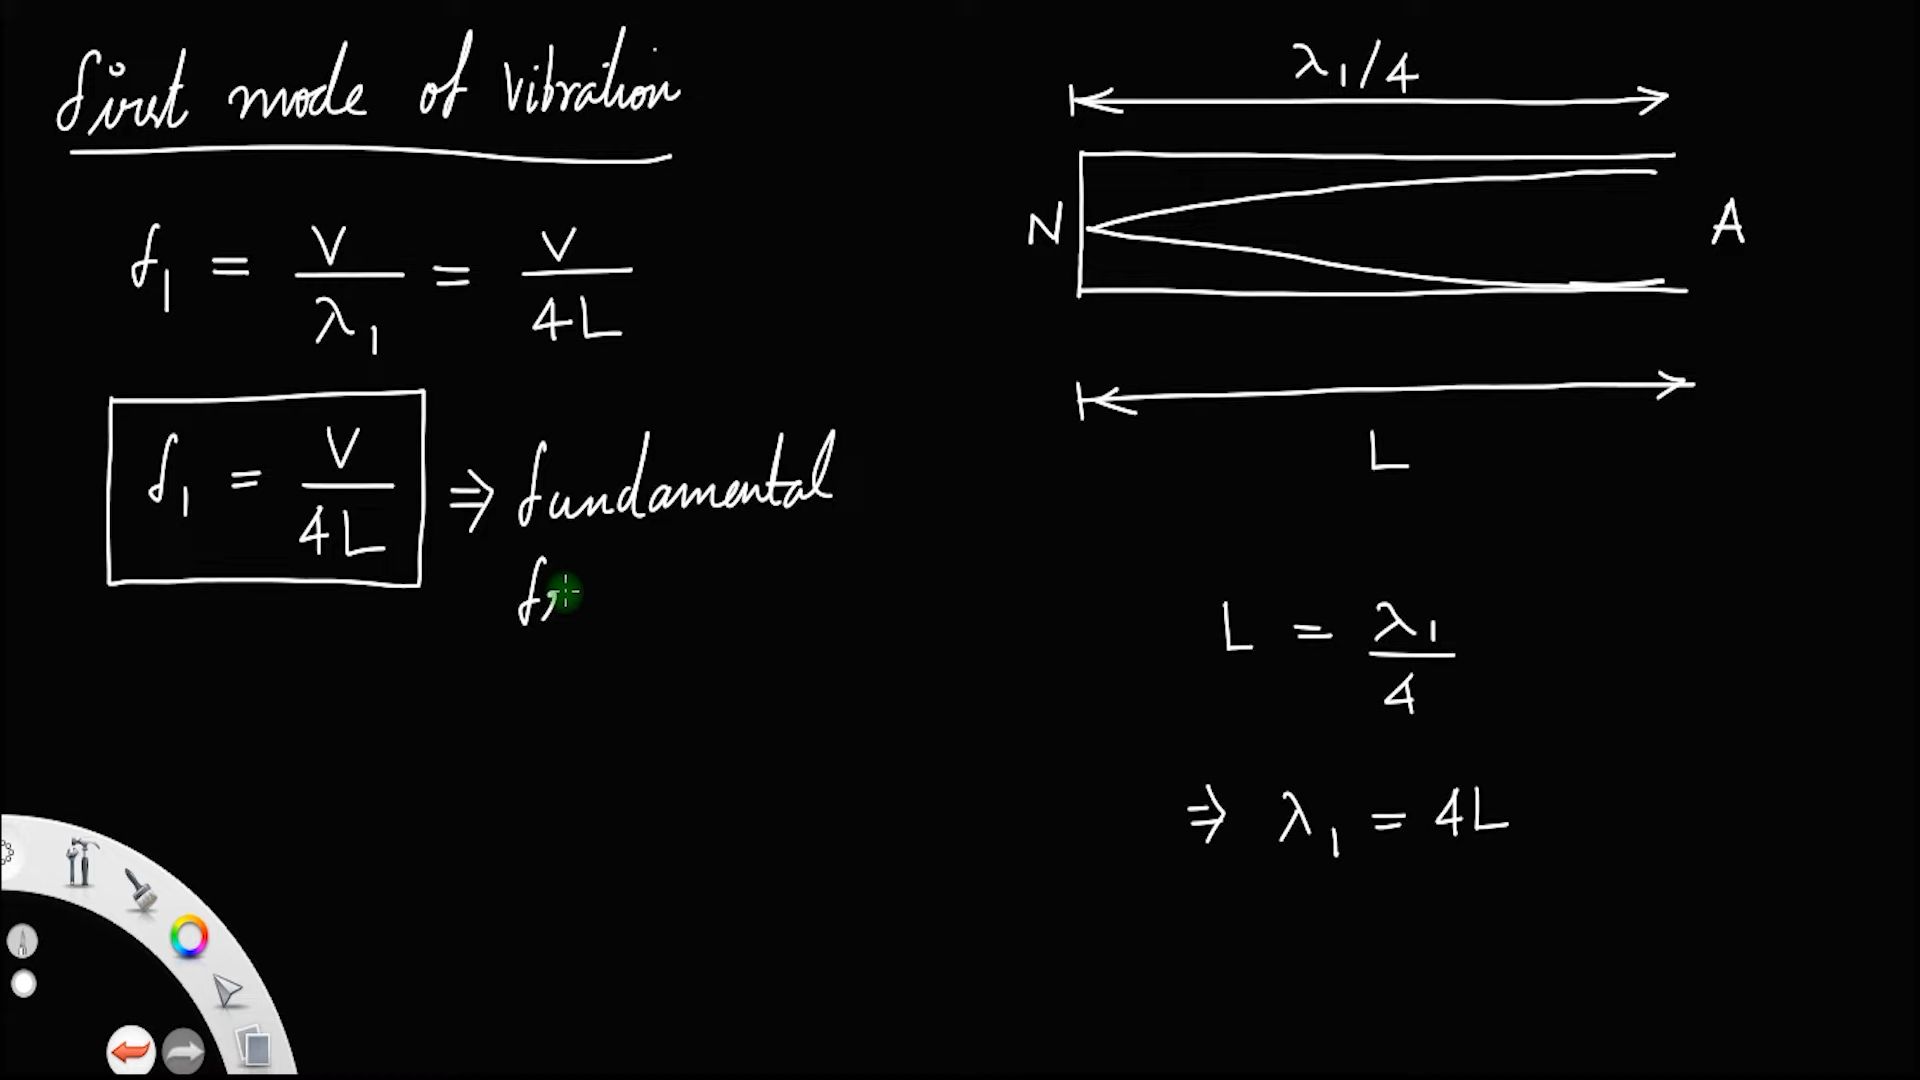 first mode of vibration
f₁ = V/λ₁ = V/4L
f₁ = V/4L ⇒ fundamental
f
λ₁/4
N A
L
L = λ₁/4
⇒ λ₁ = 4L